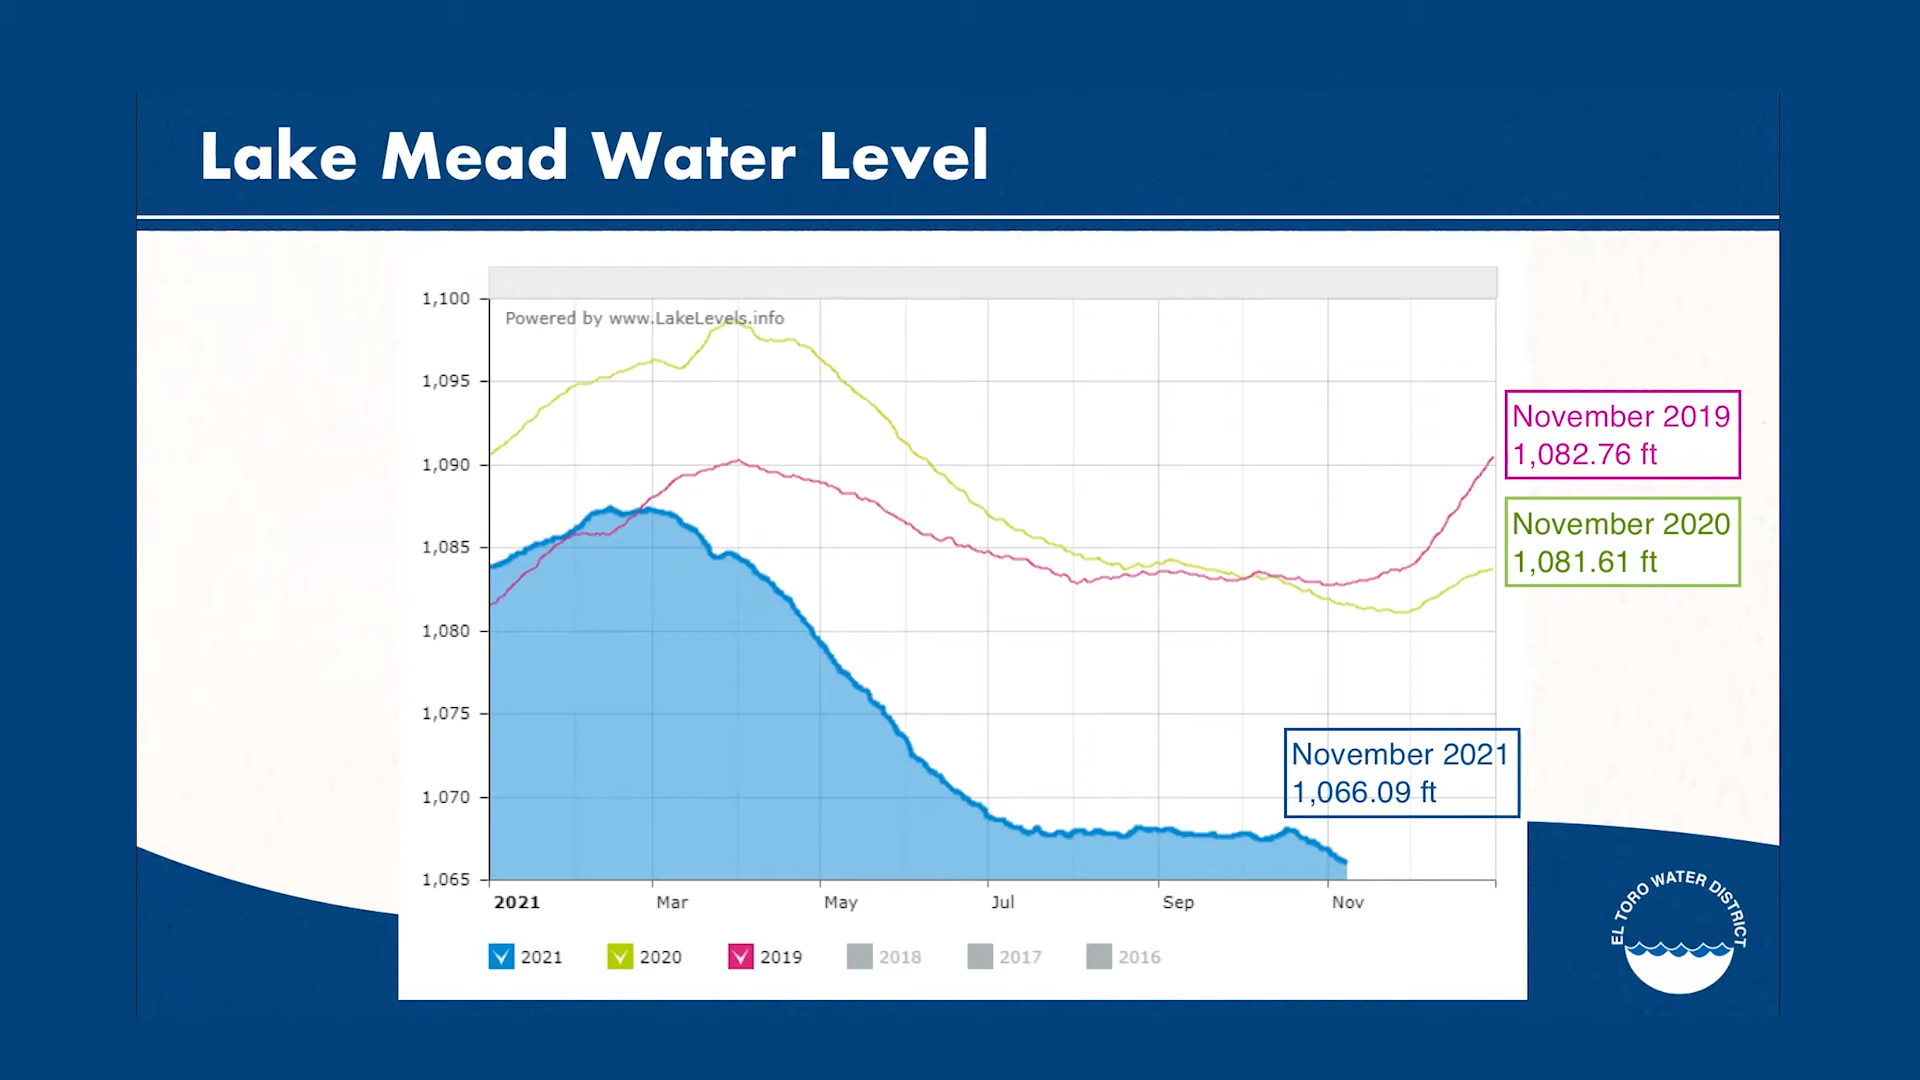 Lake Mead Water Level
1,100
Powered by www.LakeLevels.info
1,095
1,090
1,085
1,080
1,075
1,070
1,065
2021
Mar
May
Jul
Sep
Nov
November 2019
1,082.76 ft
November 2020
1,081.61 ft
November 2021
1,066.09 ft
2021
2020
2019
2018
2017
2016
EL TORO WATER DISTRICT